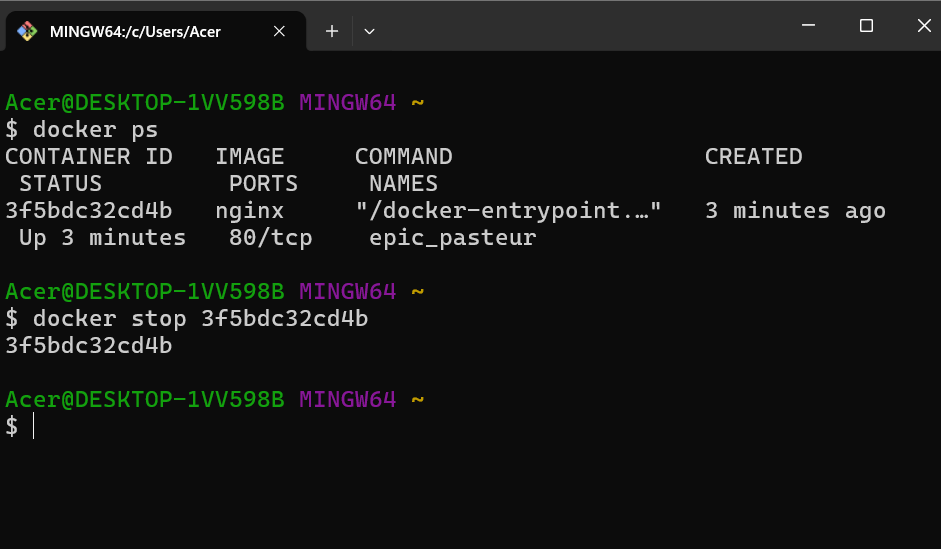 MINGW64:/c/Users/Acer
Acer@DESKTOP-1VV598B MINGW64 ~
$ docker ps
CONTAINER ID   IMAGE     COMMAND                  CREATED
 STATUS         PORTS     NAMES
3f5bdc32cd4b   nginx     "/docker-entrypoint.…"   3 minutes ago
 Up 3 minutes   80/tcp    epic_pasteur
Acer@DESKTOP-1VV598B MINGW64 ~
$ docker stop 3f5bdc32cd4b
3f5bdc32cd4b
Acer@DESKTOP-1VV598B MINGW64 ~
$